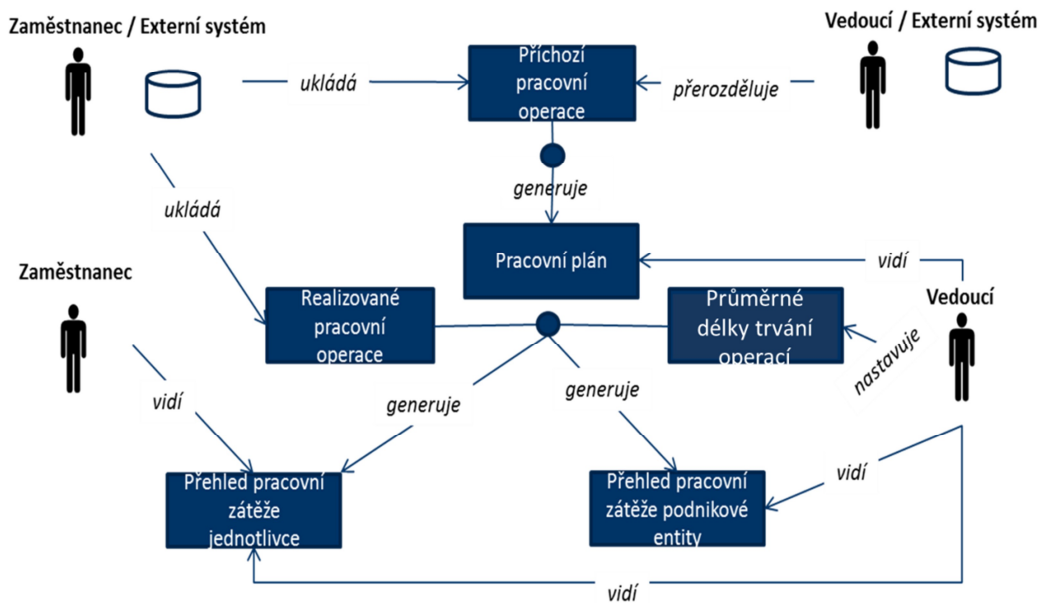 Zaměstnanec / Externí systém
Vedoucí / Externí systém
Příchozí
pracovní
operace
ukládá
přerozděluje
generuje
ukládá
Pracovní plán
vidí
Zaměstnanec
Vedoucí
Realizované
pracovní
operace
Průměrné
délky trvání
operací
nastavuje
vidí
generuje
generuje
Přehled pracovní
zátěže
jednotlivce
Přehled pracovní
zátěže podnikové
entity
vidí
vidí